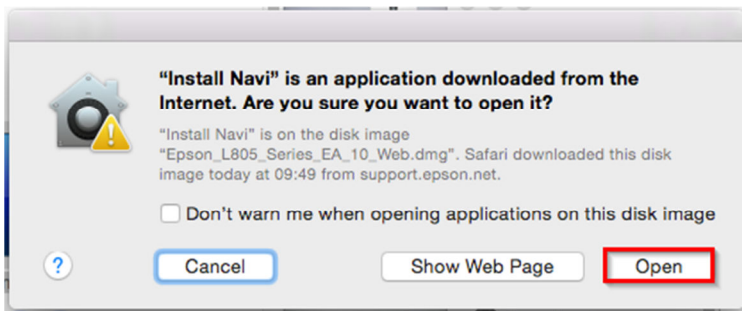 “Install Navi” is an application downloaded from the
Internet. Are you sure you want to open it?
“Install Navi” is on the disk image
“Epson_L805_Series_EA_10_Web.dmg”. Safari downloaded this disk
image today at 09:49 from support.epson.net.
Don’t warn me when opening applications on this disk image
?
Cancel
Show Web Page
Open